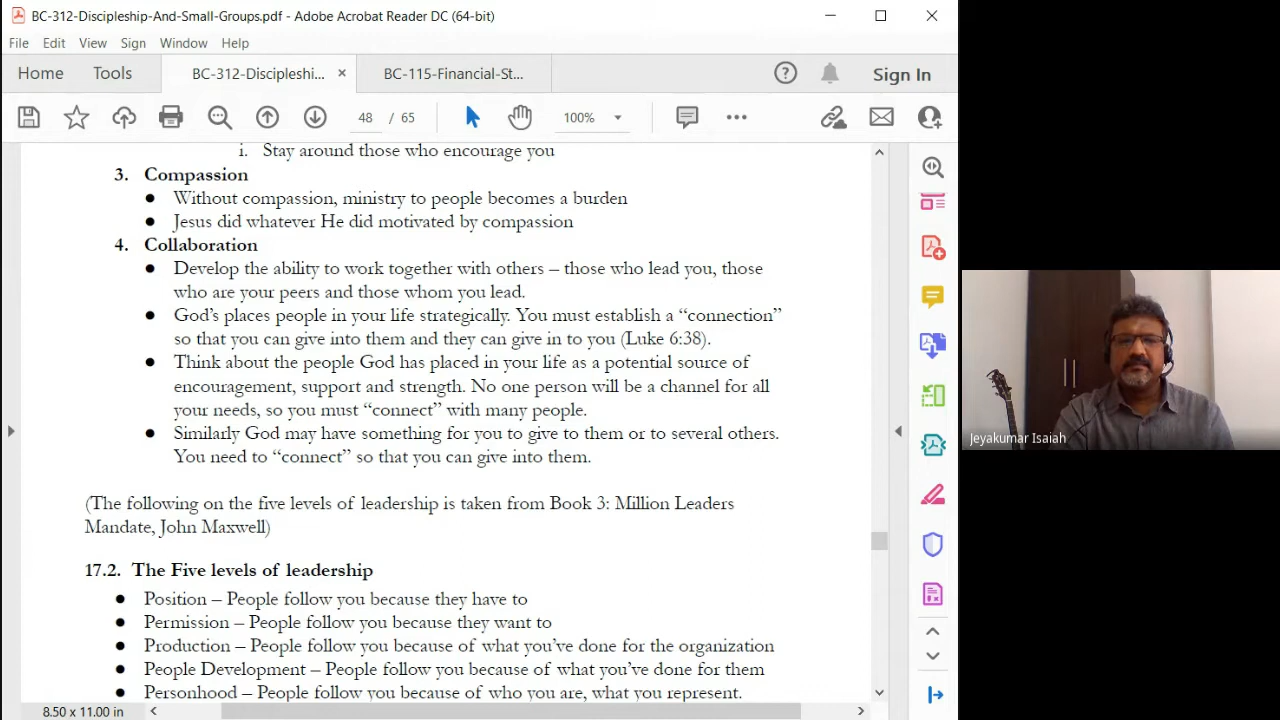 BC-312-Discipleship-And-Small-Groups.pdf - Adobe Acrobat Reader DC (64-bit)
File Edit View Sign Window Help
Home Tools BC-312-Discipleshi... × BC-115-Financial-St... Sign In
48 / 65 100%
i. Stay around those who encourage you
3. Compassion
● Without compassion, ministry to people becomes a burden
● Jesus did whatever He did motivated by compassion
4. Collaboration
● Develop the ability to work together with others – those who lead you, those
who are your peers and those whom you lead.
● God's places people in your life strategically. You must establish a “connection”
so that you can give into them and they can give in to you (Luke 6:38).
● Think about the people God has placed in your life as a potential source of
encouragement, support and strength. No one person will be a channel for all
your needs, so you must “connect” with many people.
● Similarly God may have something for you to give to them or to several others.
You need to “connect” so that you can give into them.
(The following on the five levels of leadership is taken from Book 3: Million Leaders
Mandate, John Maxwell)
17.2. The Five levels of leadership
● Position – People follow you because they have to
● Permission – People follow you because they want to
● Production – People follow you because of what you've done for the organization
● People Development – People follow you because of what you've done for them
● Personhood – People follow you because of who you are, what you represent.
8.50 x 11.00 in
Jeyakumar Isaiah